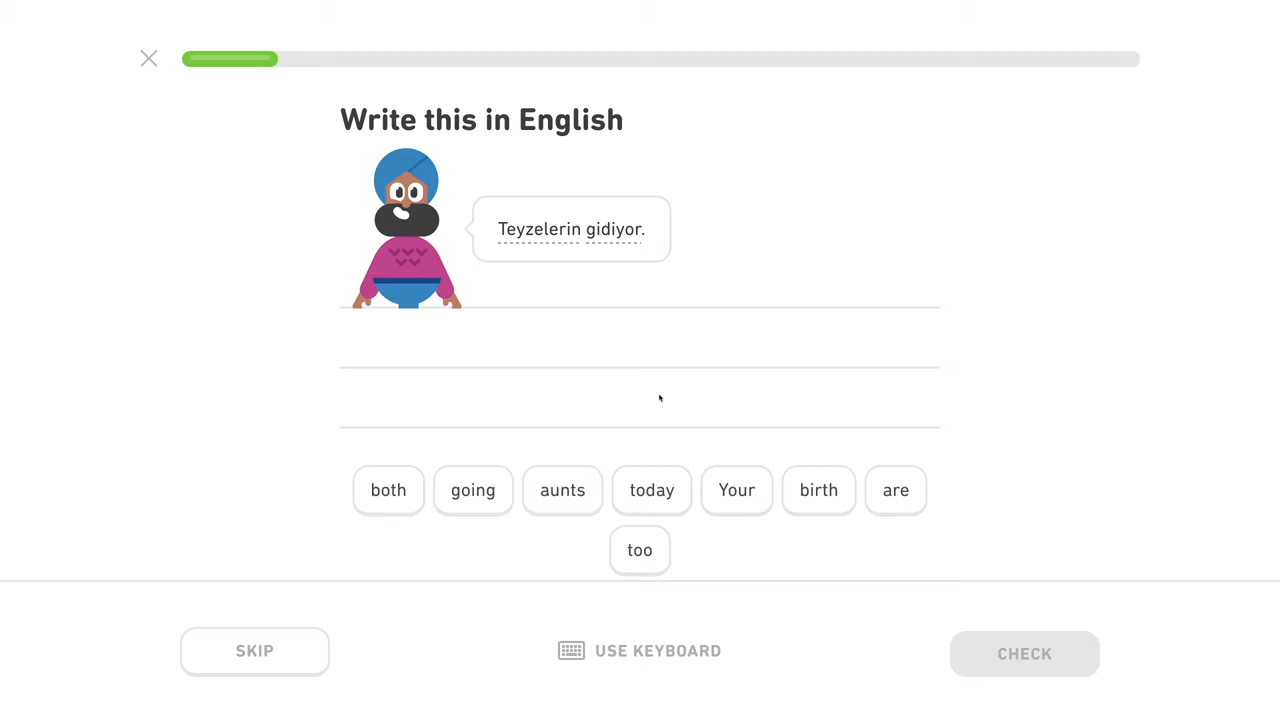 Write this in English
Teyzelerin gidiyor.
both going aunts today Your birth are
too
SKIP USE KEYBOARD CHECK